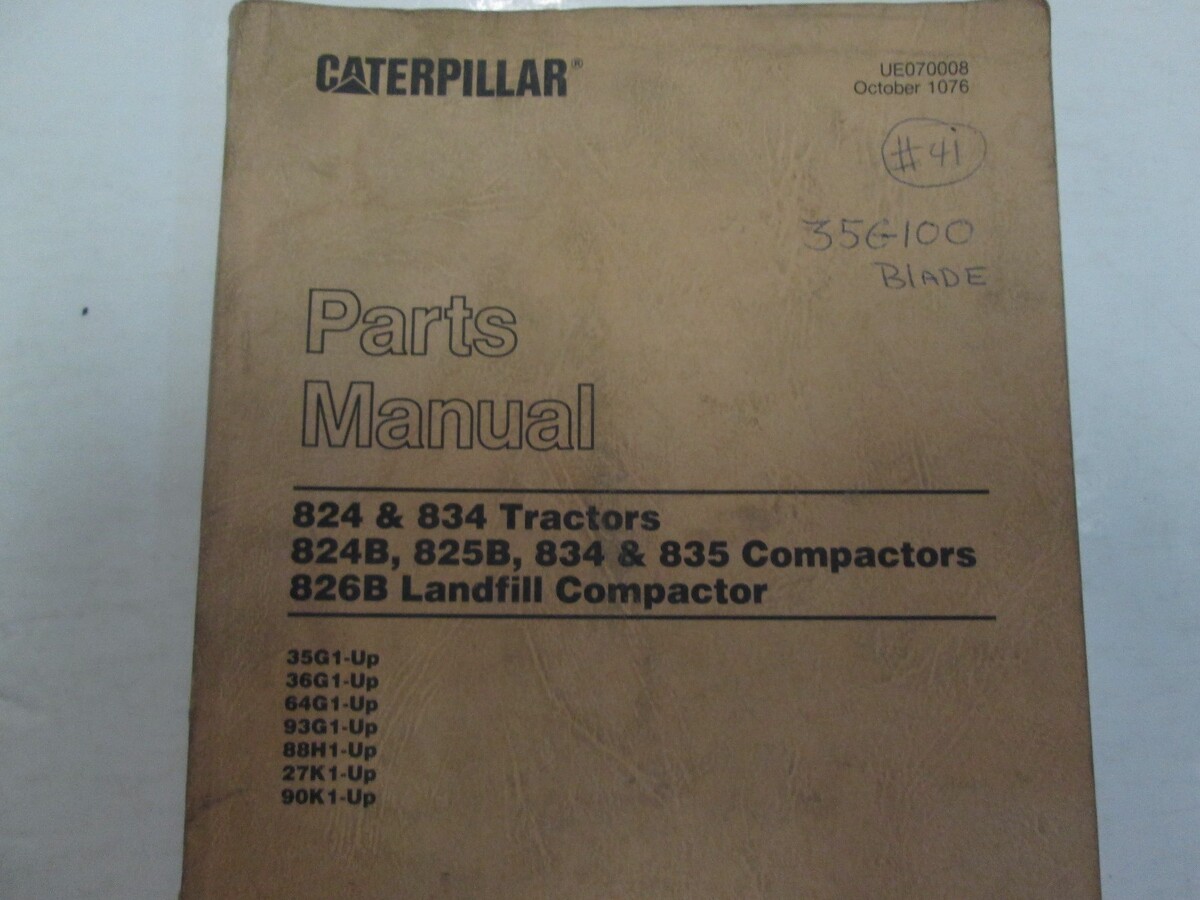 CATERPILLAR®
UE070008
October 1076
#41
35G100
BLADE
Parts
Manual
824 & 834 Tractors
824B, 825B, 834 & 835 Compactors
826B Landfill Compactor
35G1-Up
36G1-Up
64G1-Up
93G1-Up
88H1-Up
27K1-Up
90K1-Up